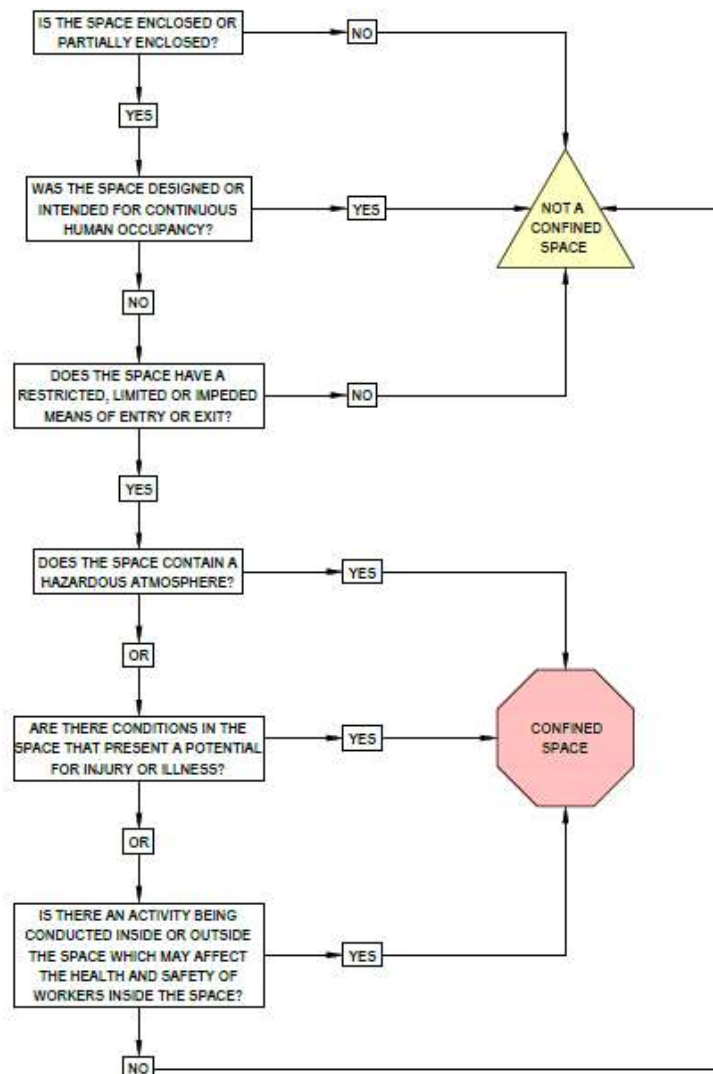 IS THE SPACE ENCLOSED OR
PARTIALLY ENCLOSED?
NO
YES
WAS THE SPACE DESIGNED OR
INTENDED FOR CONTINUOUS
HUMAN OCCUPANCY?
YES
NOT A
CONFINED
SPACE
NO
DOES THE SPACE HAVE A
RESTRICTED, LIMITED OR IMPEDED
MEANS OF ENTRY OR EXIT?
NO
YES
DOES THE SPACE CONTAIN A
HAZARDOUS ATMOSPHERE?
YES
OR
ARE THERE CONDITIONS IN THE
SPACE THAT PRESENT A POTENTIAL
FOR INJURY OR ILLNESS?
YES
CONFINED
SPACE
OR
IS THERE AN ACTIVITY BEING
CONDUCTED INSIDE OR OUTSIDE
THE SPACE WHICH MAY AFFECT
THE HEALTH AND SAFETY OF
WORKERS INSIDE THE SPACE?
YES
NO